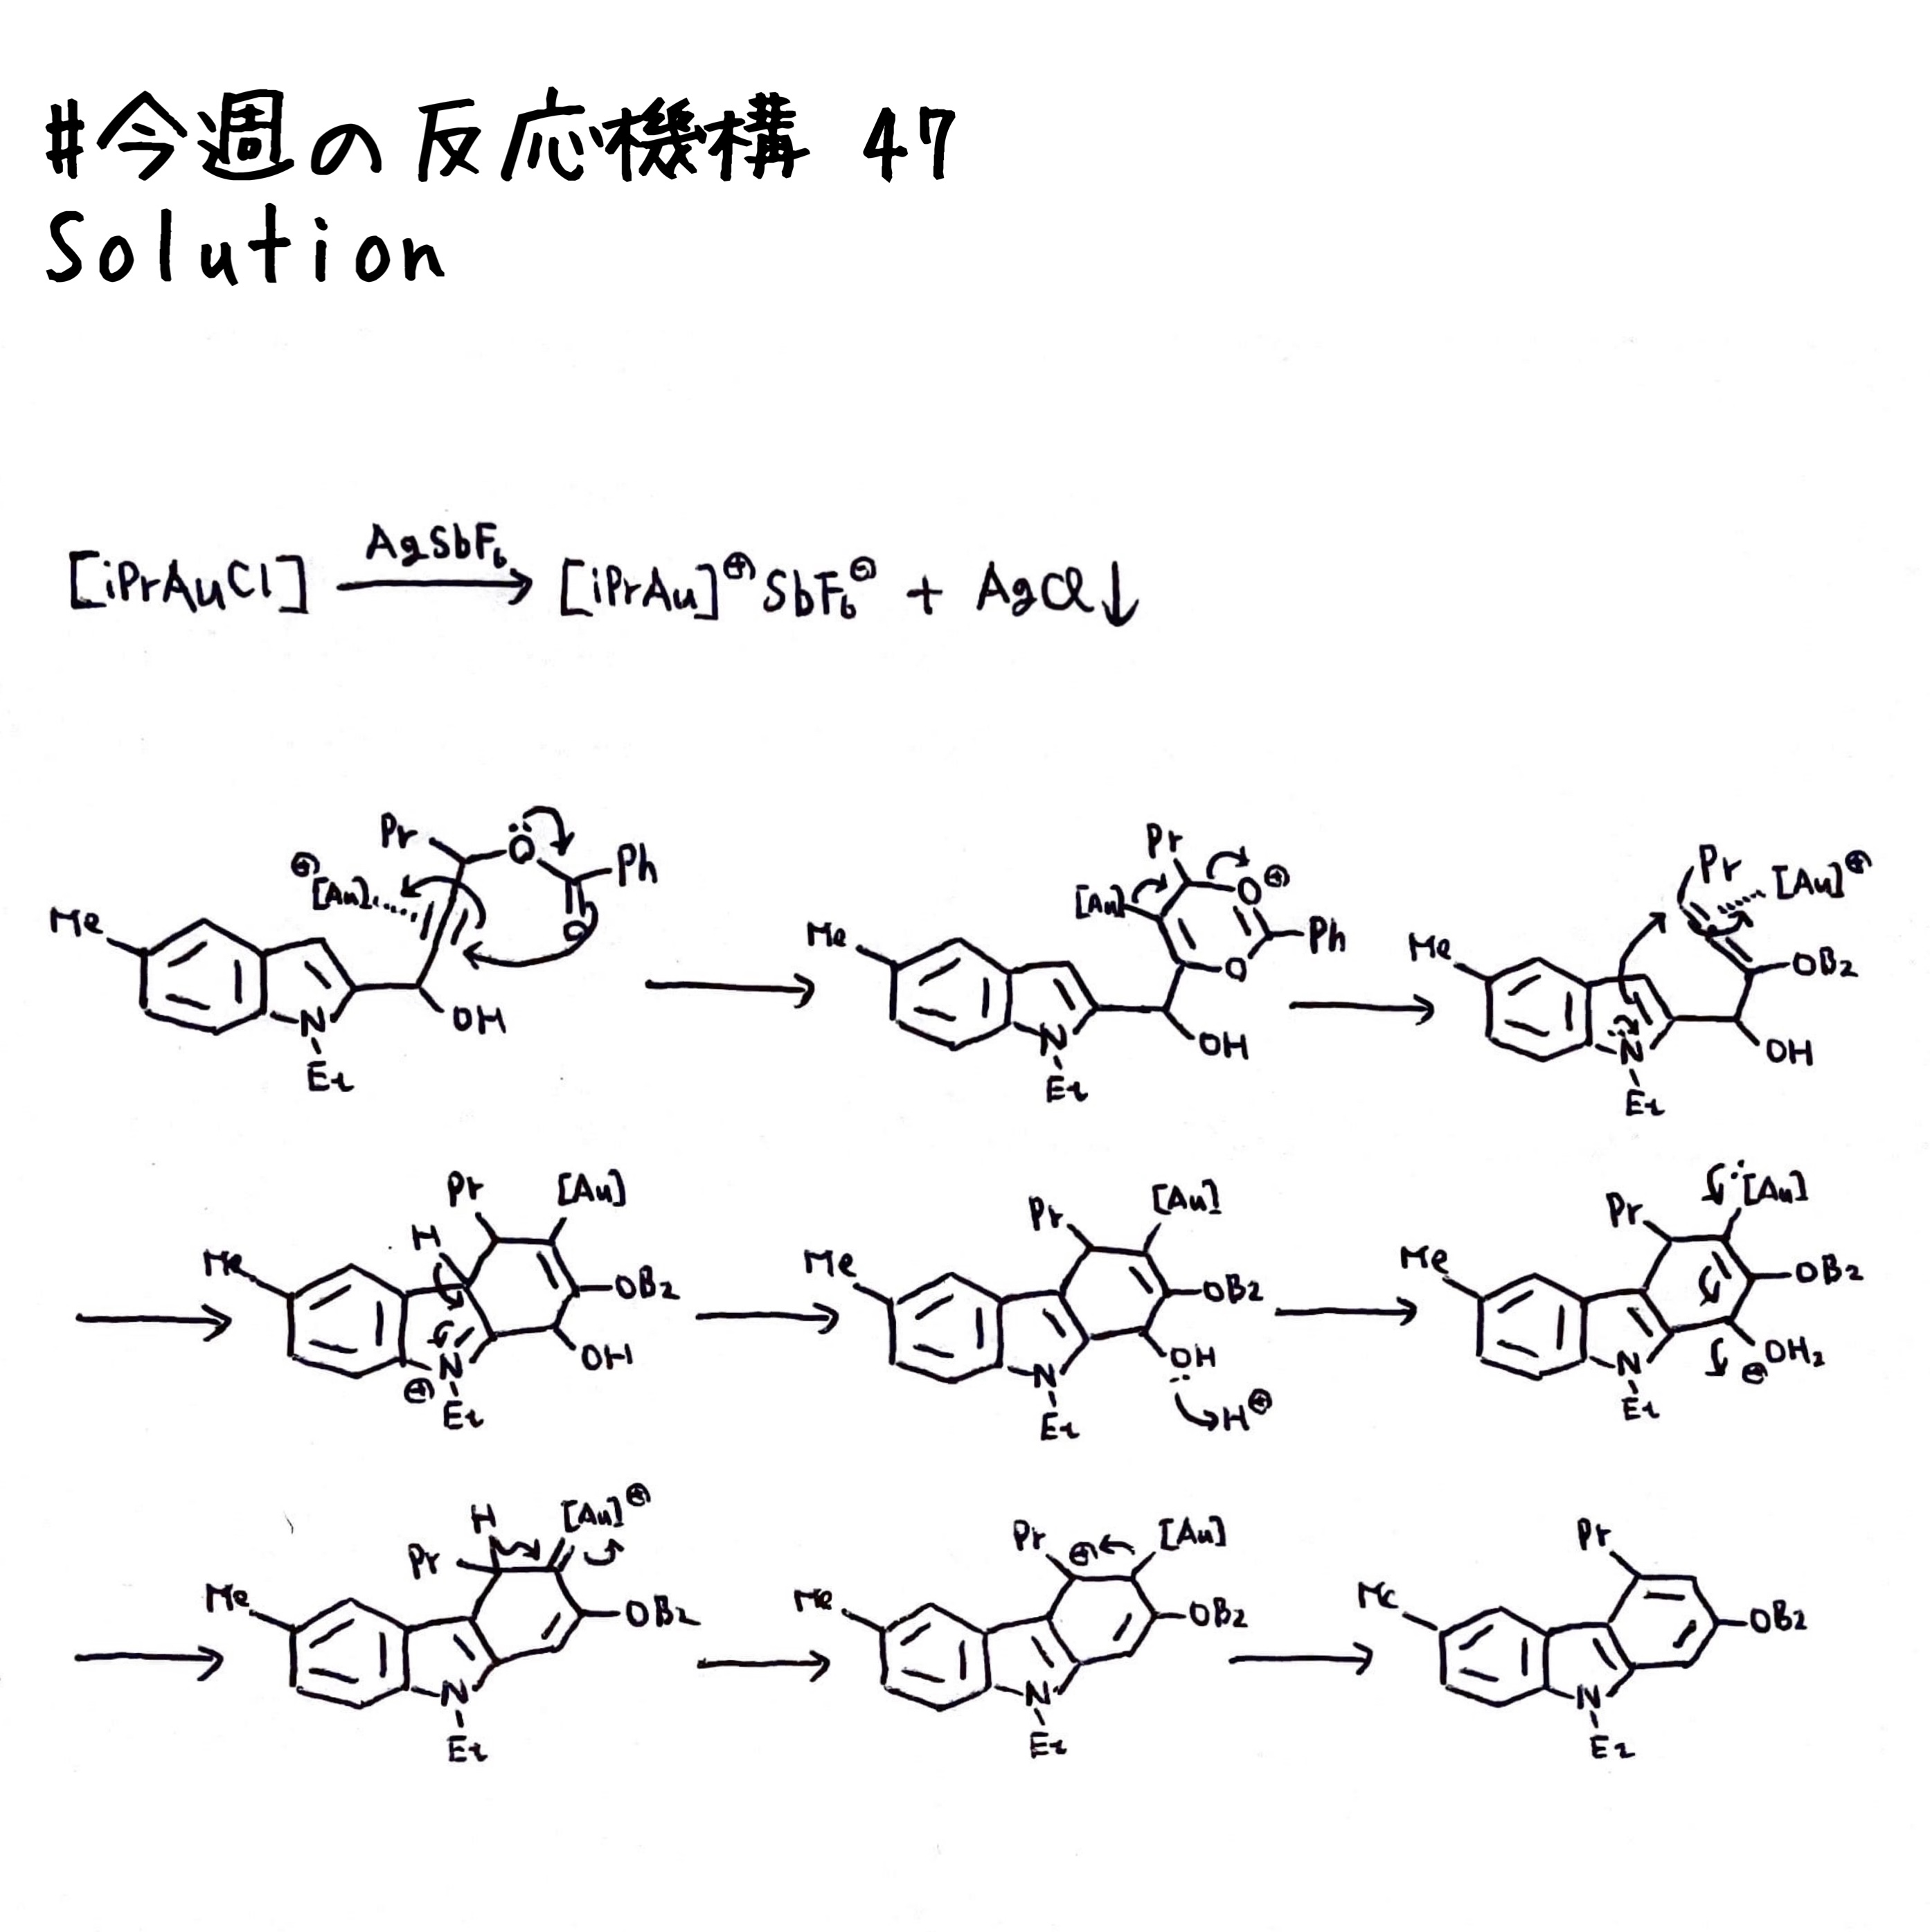 #今週の反応機構 47
Solution
AgSbF₆
[iPrAuCl] → [iPrAu]⊕ SbF₆⊖ + AgCl↓
Pr O Ph ⊕[Au] O Me N OH Et
Pr O⊕ [Au] Ph O Me N OH Et
Pr [Au]⊕ OBz Me N OH Et
Pr [Au] H Me OBz N⊕ OH Et
Pr [Au] Me OBz N OH H⊕ Et
Pr [Au] Me OBz N ⊕OH₂ Et
H [Au]⊕ Pr Me OBz N Et
Pr ⊕ [Au] Me OBz N Et
Pr Me OBz N Et